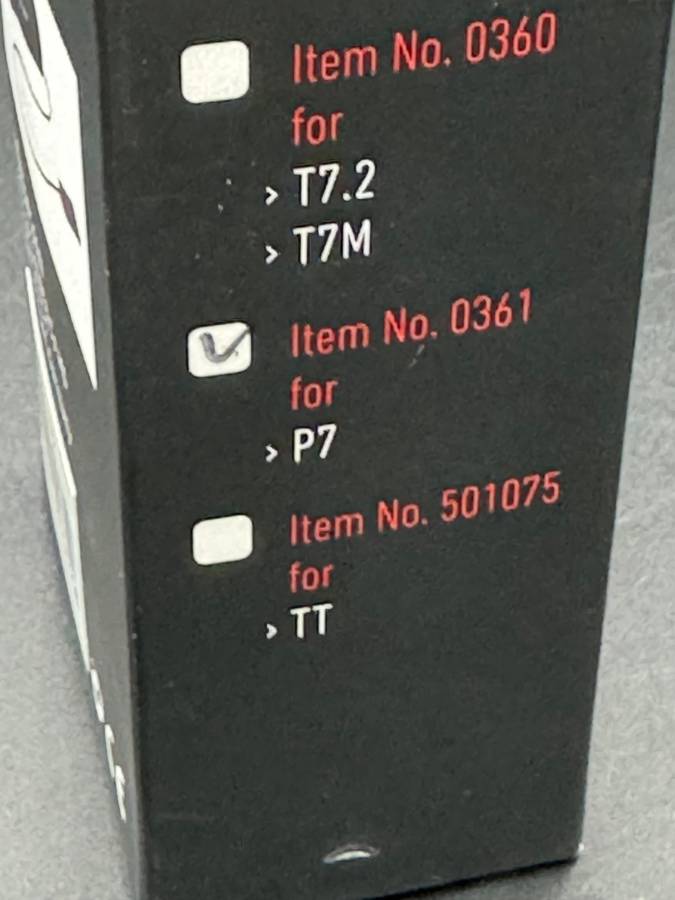 Item No. 0360
for
› T7.2
› T7M
Item No. 0361
for
› P7
Item No. 501075
for
› TT